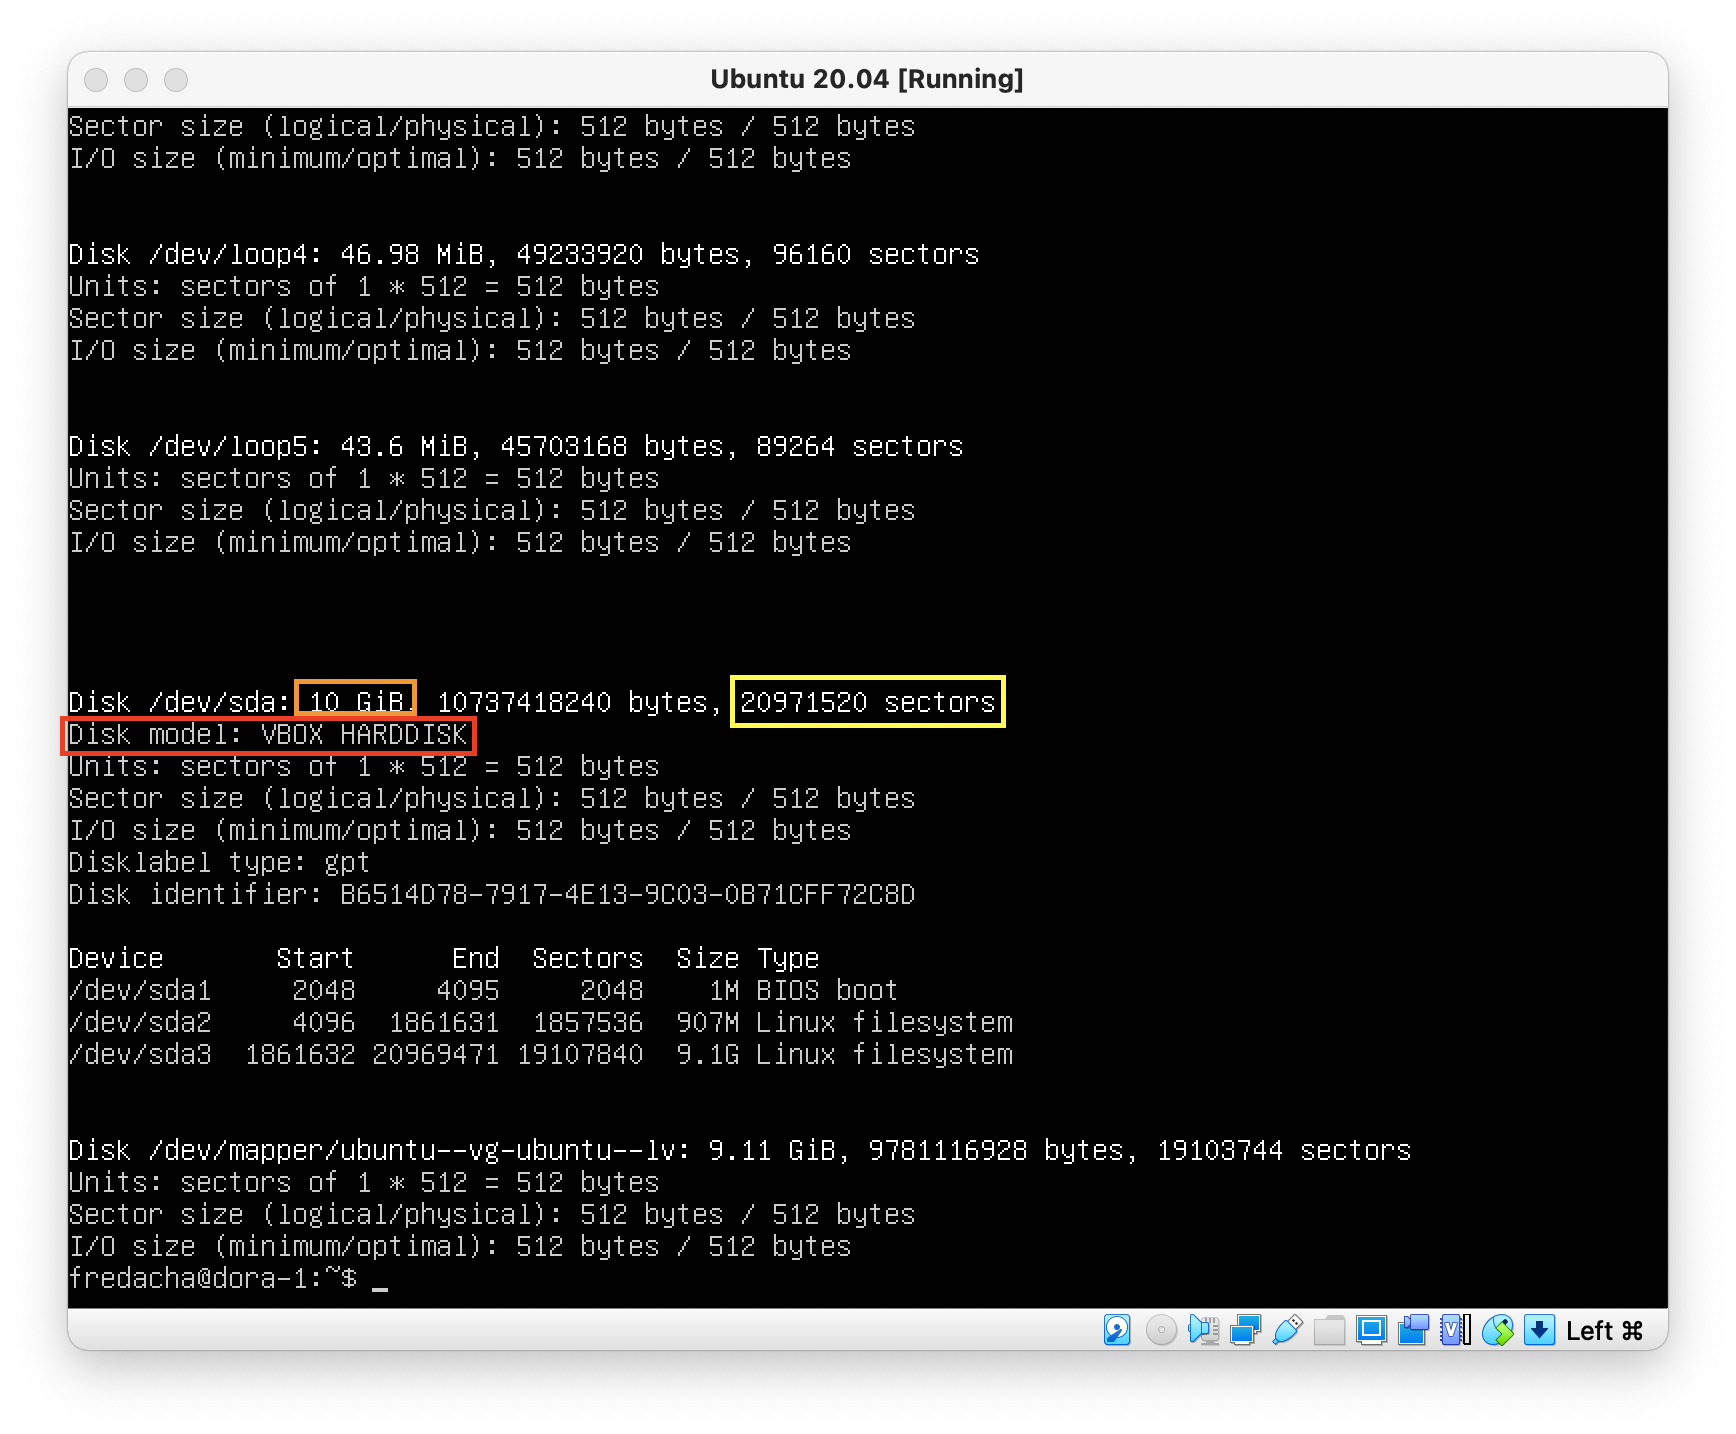 Ubuntu 20.04 [Running]
Sector size (logical/physical): 512 bytes / 512 bytes
I/O size (minimum/optimal): 512 bytes / 512 bytes
Disk /dev/loop4: 46.98 MiB, 49233920 bytes, 96160 sectors
Units: sectors of 1 * 512 = 512 bytes
Sector size (logical/physical): 512 bytes / 512 bytes
I/O size (minimum/optimal): 512 bytes / 512 bytes
Disk /dev/loop5: 43.6 MiB, 45703168 bytes, 89264 sectors
Units: sectors of 1 * 512 = 512 bytes
Sector size (logical/physical): 512 bytes / 512 bytes
I/O size (minimum/optimal): 512 bytes / 512 bytes
Disk /dev/sda: 10 GiB, 10737418240 bytes, 20971520 sectors
Disk model: VBOX HARDDISK
Units: sectors of 1 * 512 = 512 bytes
Sector size (logical/physical): 512 bytes / 512 bytes
I/O size (minimum/optimal): 512 bytes / 512 bytes
Disklabel type: gpt
Disk identifier: B6514D78-7917-4E13-9C03-0B71CFF72C8D
Device Start End Sectors Size Type
/dev/sda1 2048 4095 2048 1M BIOS boot
/dev/sda2 4096 1861631 1857536 907M Linux filesystem
/dev/sda3 1861632 20969471 19107840 9.1G Linux filesystem
Disk /dev/mapper/ubuntu--vg-ubuntu--lv: 9.11 GiB, 9781116928 bytes, 19103744 sectors
Units: sectors of 1 * 512 = 512 bytes
Sector size (logical/physical): 512 bytes / 512 bytes
I/O size (minimum/optimal): 512 bytes / 512 bytes
fredacha@dora-1:~$ _
Left ⌘